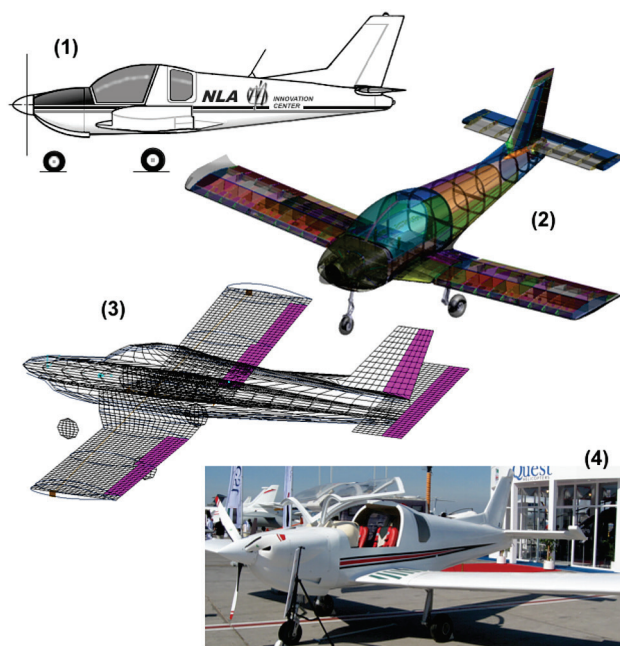 (1)
NLA
INNOVATION
CENTER
(2)
(3)
(4)
Quest